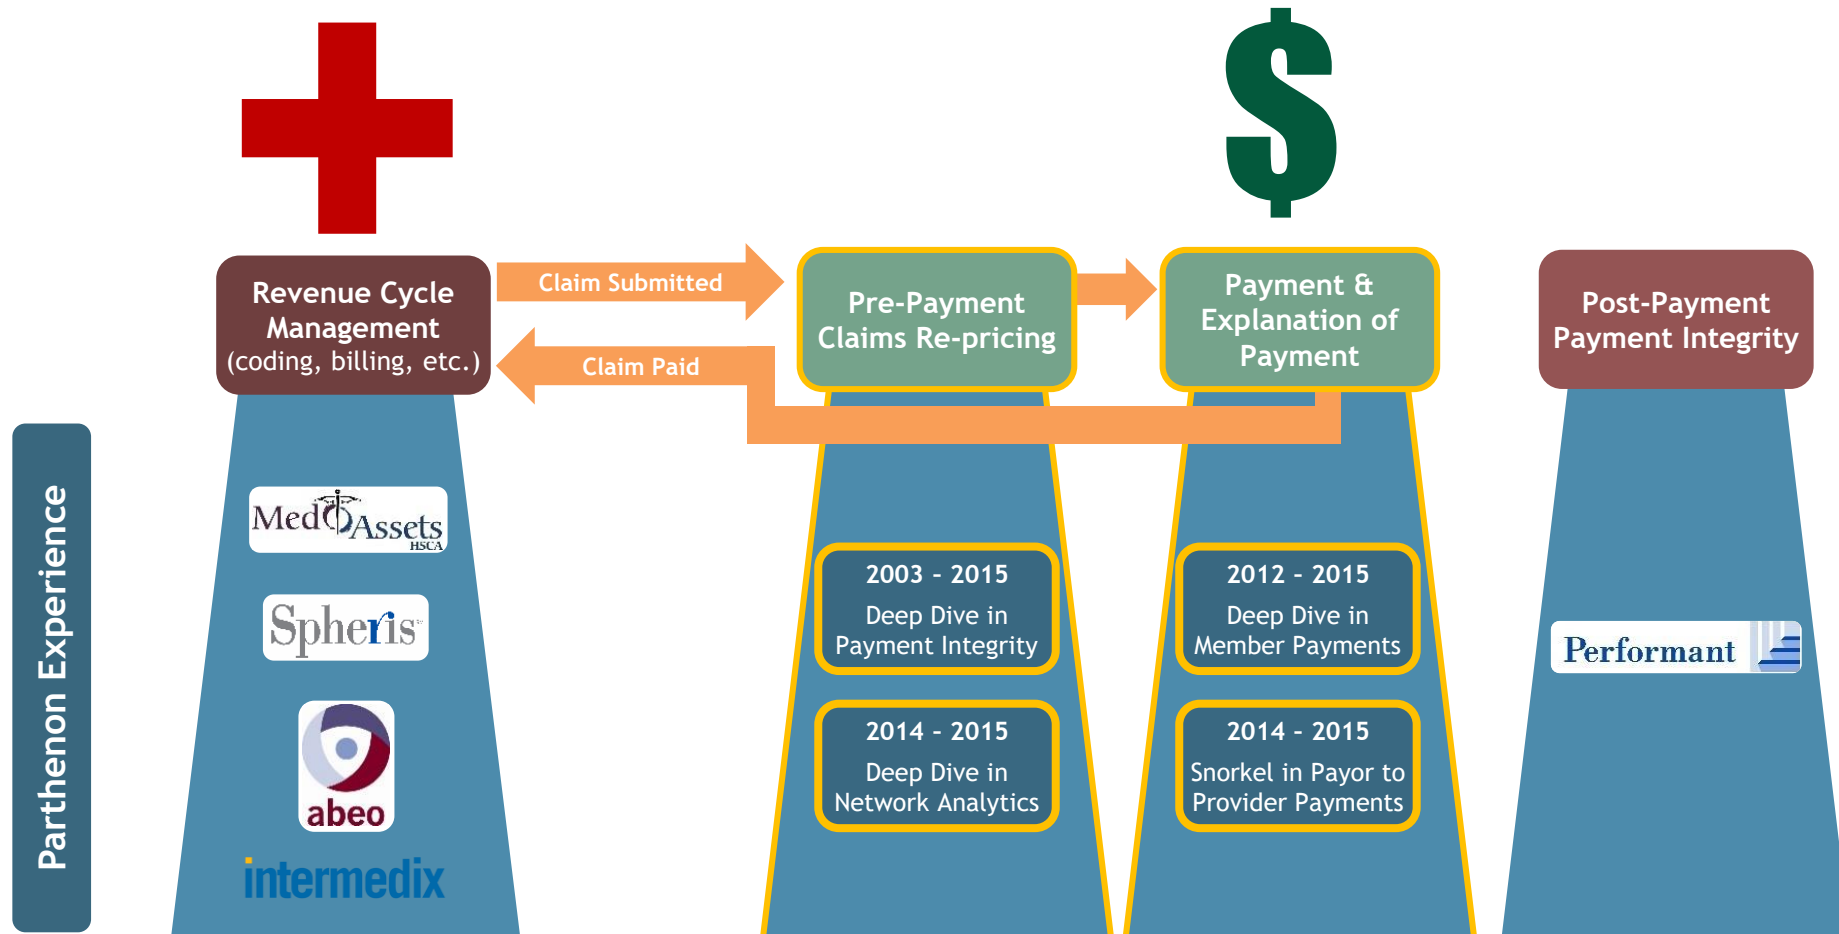 $
Revenue Cycle
Management
(coding, billing, etc.)
Claim Submitted
Claim Paid
Pre-Payment
Claims Re-pricing
Payment &
Explanation of
Payment
Post-Payment
Payment Integrity
Parthenon Experience
MedAssets
HSCA
Spheris
abeo
intermedix
2003 – 2015
Deep Dive in
Payment Integrity
2014 – 2015
Deep Dive in
Network Analytics
2012 – 2015
Deep Dive in
Member Payments
2014 – 2015
Snorkel in Payor to
Provider Payments
Performant